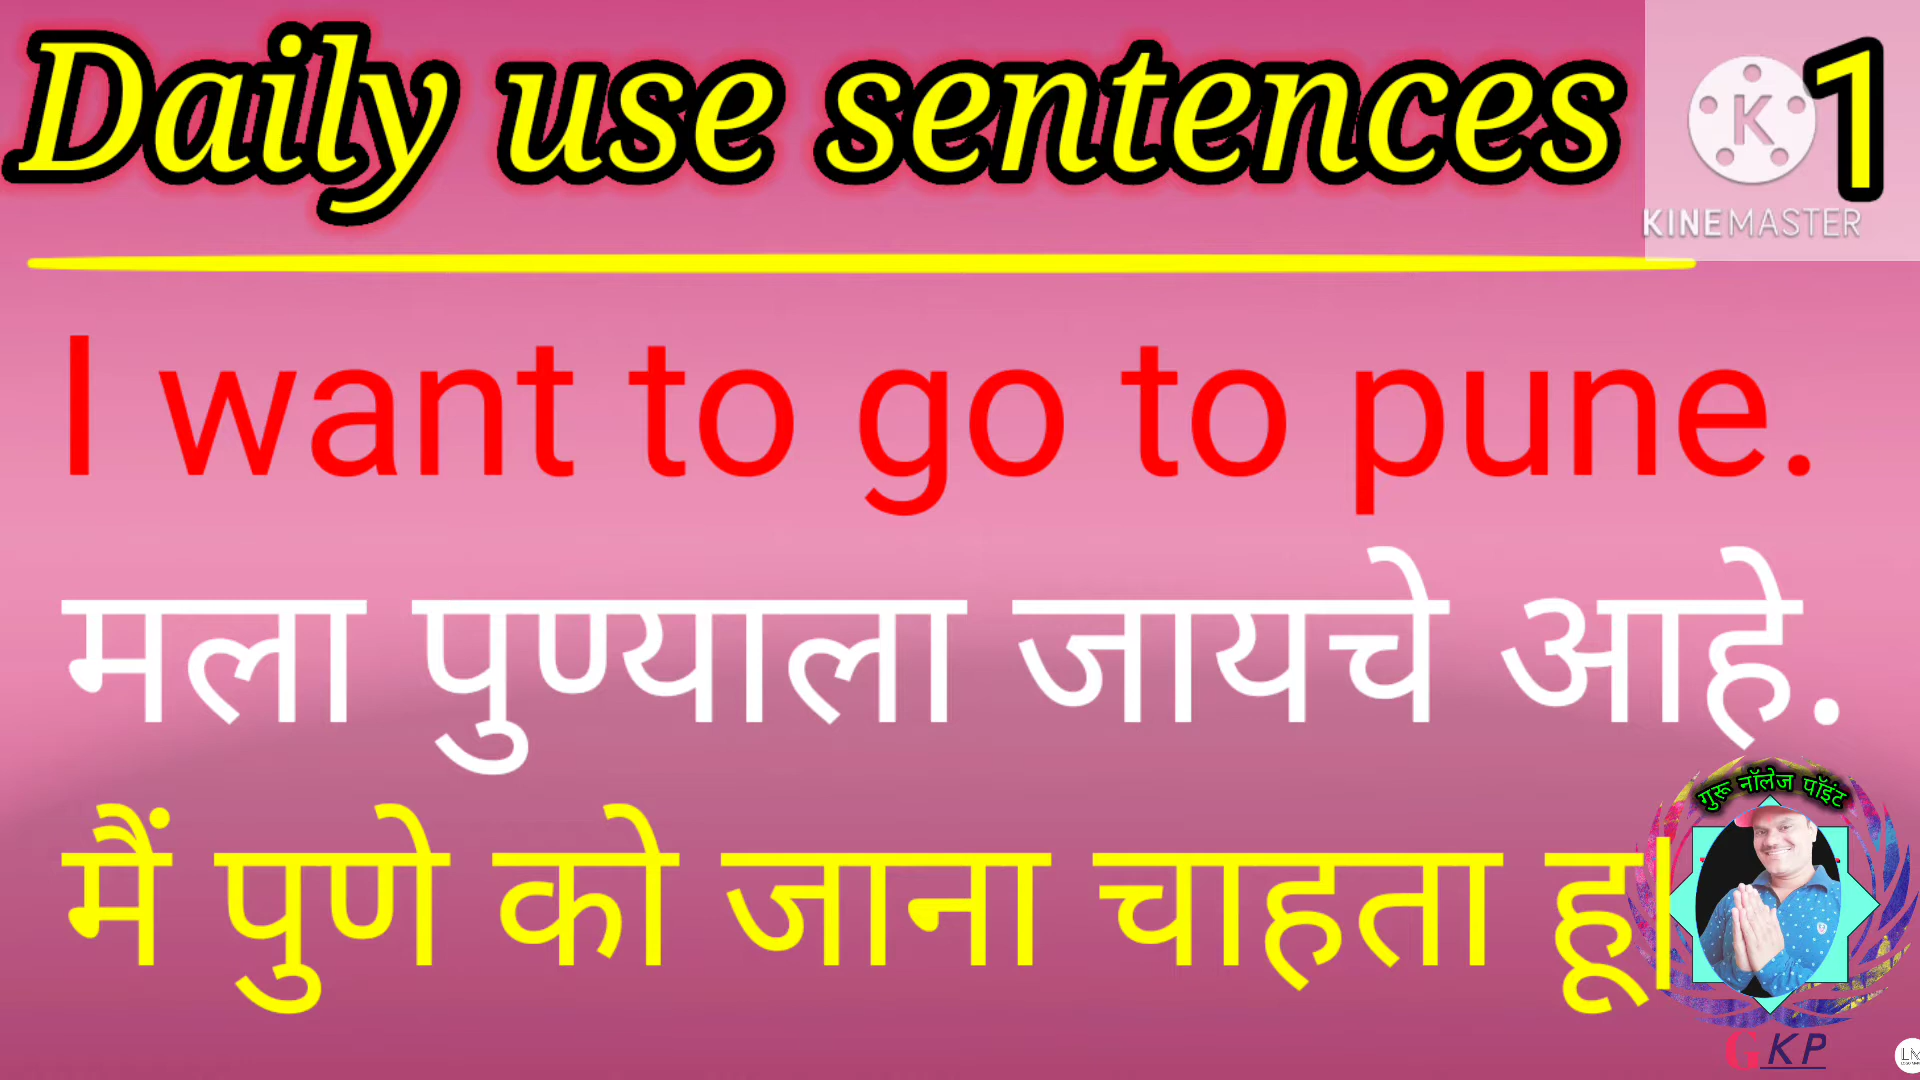 Daily use sentences 1
KINEMASTER
I want to go to pune.
मला पुण्याला जायचे आहे.
मैं पुणे को जाना चाहता हू|
गुरू नॉलेज पॉइंट
GKP